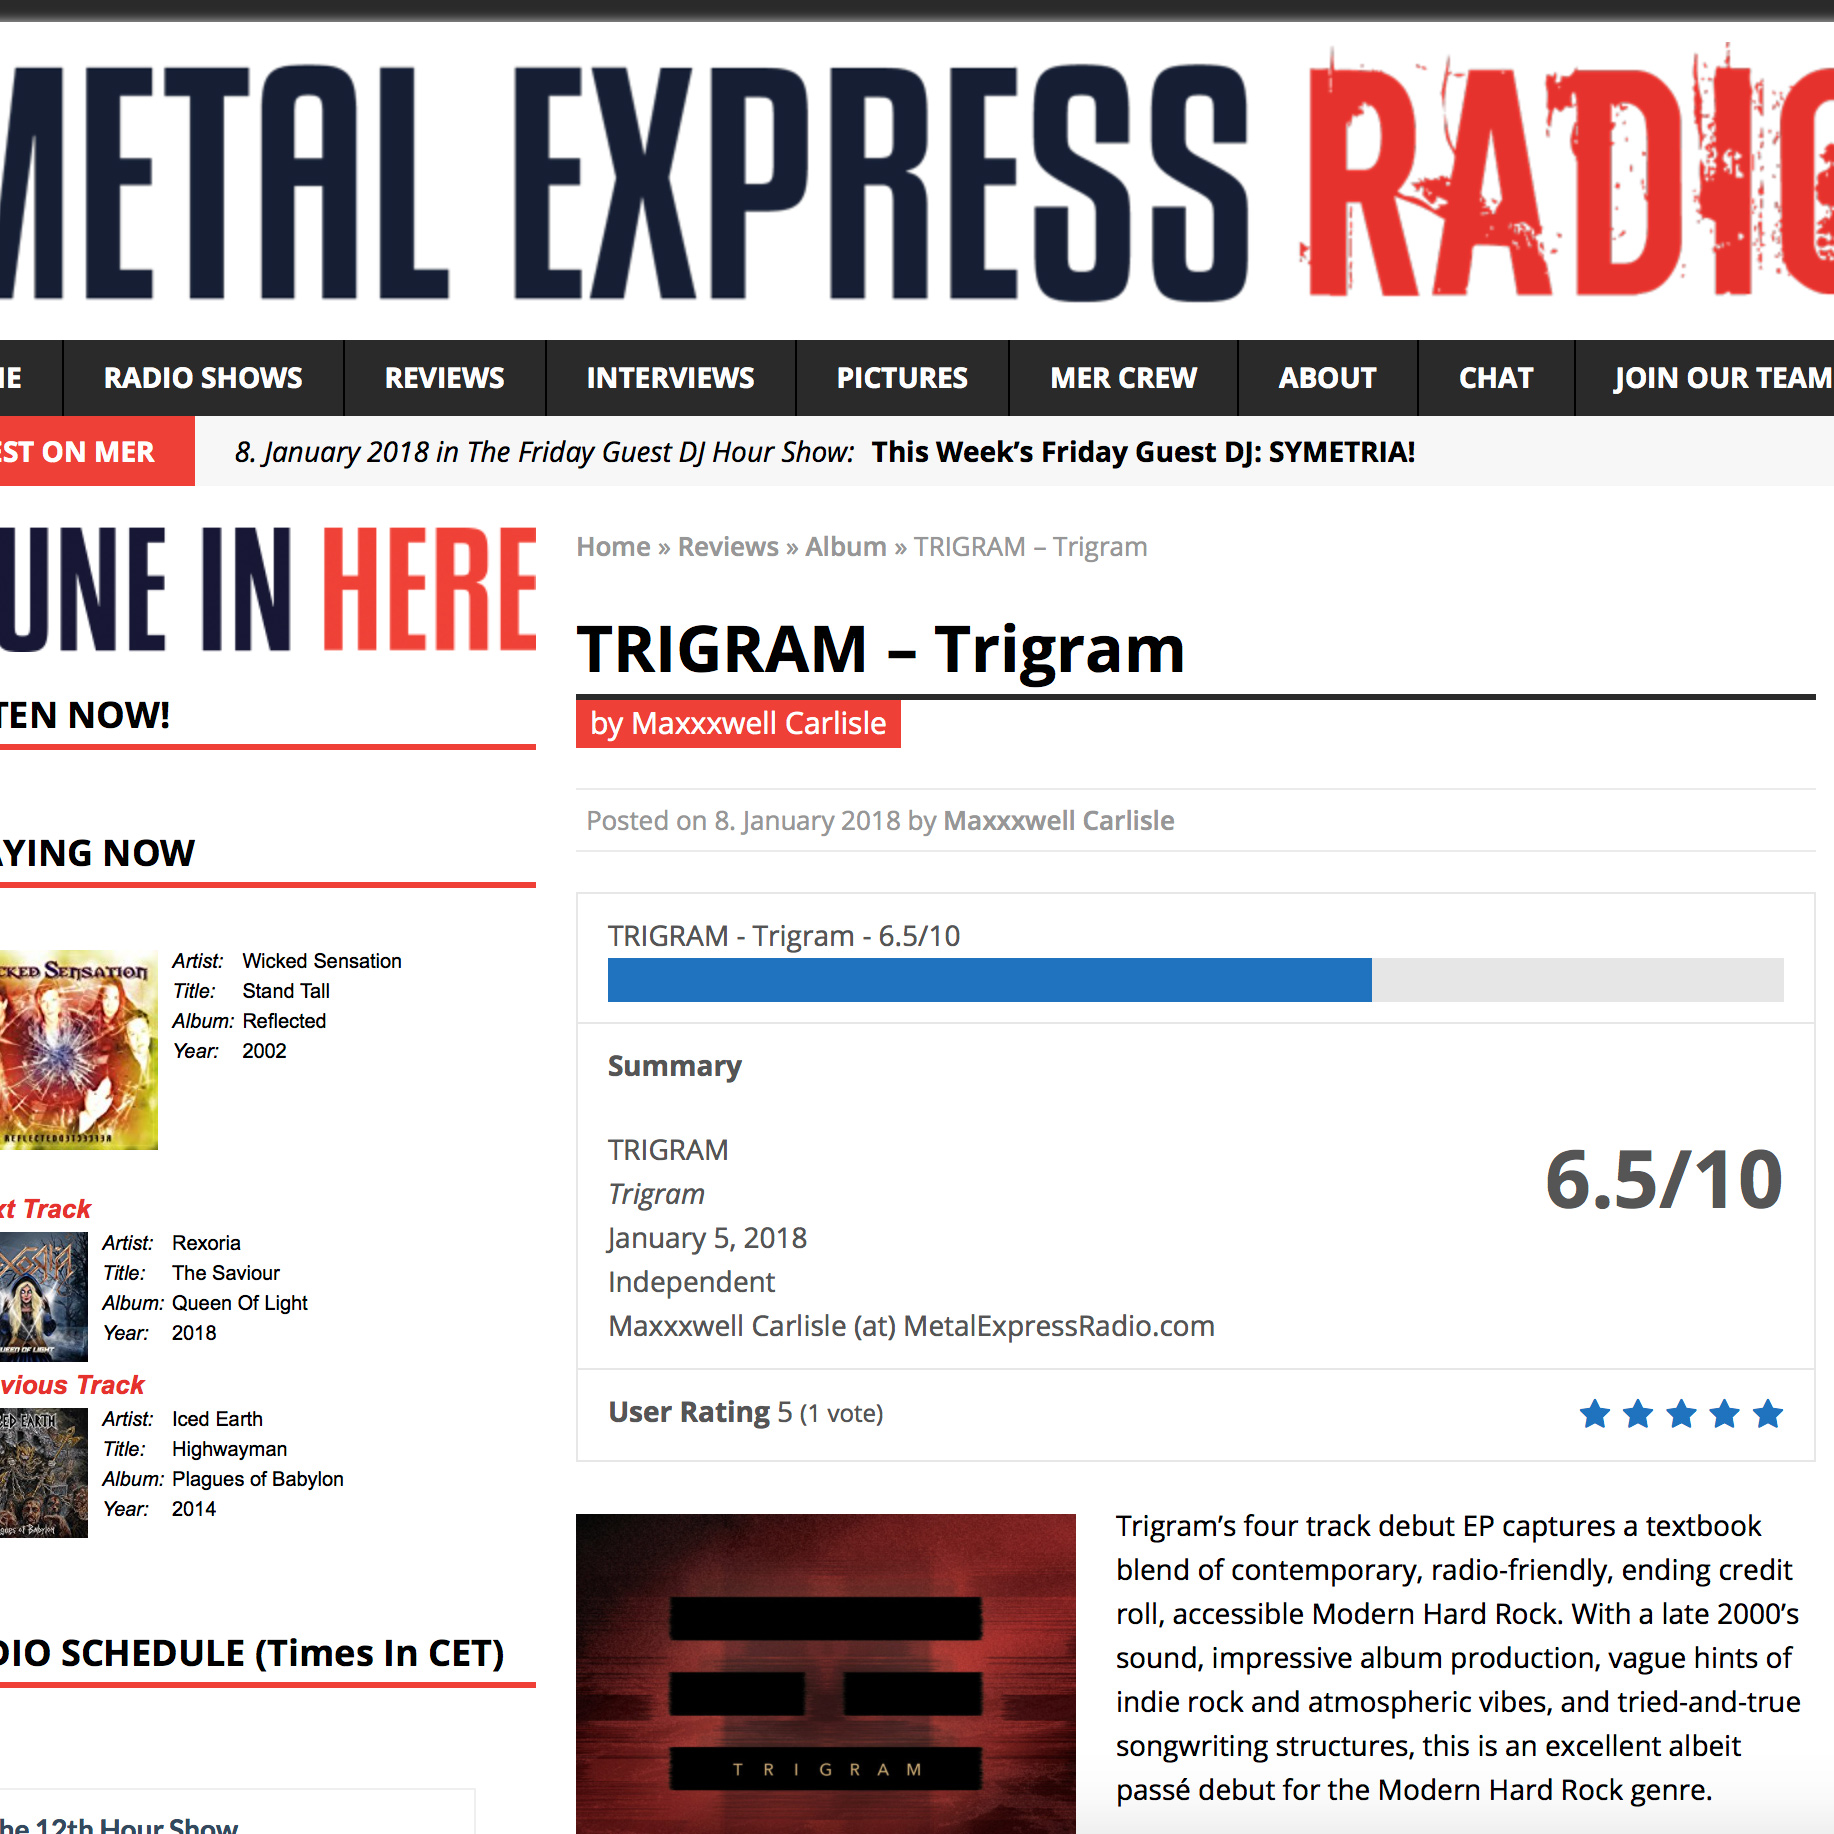 METAL EXPRESS RADIO
RADIO SHOWS REVIEWS INTERVIEWS PICTURES MER CREW ABOUT CHAT JOIN OUR TEAM
EST ON MER 8. January 2018 in The Friday Guest DJ Hour Show: This Week's Friday Guest DJ: SYMETRIA!
UNE IN HERE
TEN NOW!
AYING NOW
CKED SENSATION
REFLECTED
Artist: Wicked Sensation
Title: Stand Tall
Album: Reflected
Year: 2002
xt Track
Artist: Rexoria
Title: The Saviour
Album: Queen Of Light
Year: 2018
vious Track
Artist: Iced Earth
Title: Highwayman
Album: Plagues of Babylon
Year: 2014
DIO SCHEDULE (Times In CET)
he 12th Hour Show
Home » Reviews » Album » TRIGRAM – Trigram
TRIGRAM – Trigram
by Maxxxwell Carlisle
Posted on 8. January 2018 by Maxxxwell Carlisle
TRIGRAM - Trigram - 6.5/10
Summary
TRIGRAM
Trigram
January 5, 2018
Independent
Maxxxwell Carlisle (at) MetalExpressRadio.com
6.5/10
User Rating 5 (1 vote)
TRIGRAM
Trigram's four track debut EP captures a textbook
blend of contemporary, radio-friendly, ending credit
roll, accessible Modern Hard Rock. With a late 2000's
sound, impressive album production, vague hints of
indie rock and atmospheric vibes, and tried-and-true
songwriting structures, this is an excellent albeit
passé debut for the Modern Hard Rock genre.